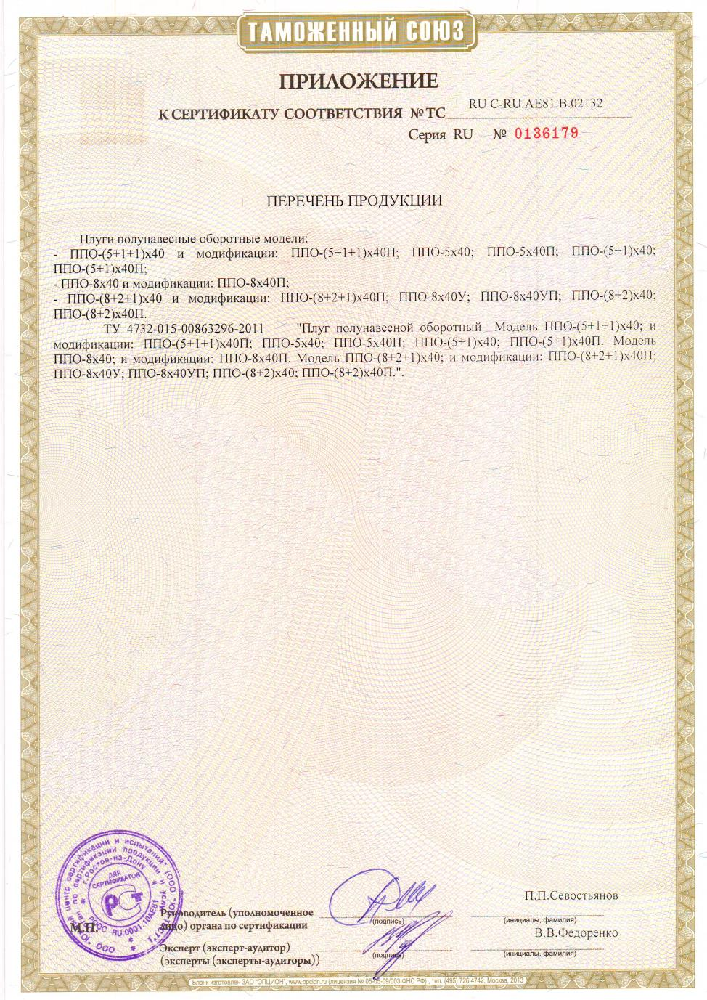 ТАМОЖЕННЫЙ СОЮЗ
ПРИЛОЖЕНИЕ
К СЕРТИФИКАТУ СООТВЕТСТВИЯ № ТС RU C-RU.АЕ81.В.02132
Серия RU № 0136179
ПЕРЕЧЕНЬ ПРОДУКЦИИ
Плуги полунавесные оборотные модели:
- ППО-(5+1+1)х40 и модификации: ППО-(5+1+1)х40П; ППО-5х40; ППО-5х40П; ППО-(5+1)х40;
ППО-(5+1)х40П;
- ППО-8х40 и модификации: ППО-8х40П;
- ППО-(8+2+1)х40 и модификации: ППО-(8+2+1)х40П; ППО-8х40У; ППО-8х40УП; ППО-(8+2)х40;
ППО-(8+2)х40П.
ТУ 4732-015-00863296-2011 "Плуг полунавесной оборотный Модель ППО-(5+1+1)х40; и
модификации: ППО-(5+1+1)х40П; ППО-5х40; ППО-5х40П; ППО-(5+1)х40; ППО-(5+1)х40П. Модель
ППО-8х40; и модификации: ППО-8х40П. Модель ППО-(8+2+1)х40; и модификации: ППО-(8+2+1)х40П;
ППО-8х40У; ППО-8х40УП; ППО-(8+2)х40; ППО-(8+2)х40П.".
центр сертификации и испытаний" (ООО
по сертификации продукции и услуг
г.Ростов-на-Дону
ДЛЯ
СЕРТИФИКАТОВ
РСТ
РОСС RU.0001.10АЕ81
ООО
М.П.
Руководитель (уполномоченное
лицо) органа по сертификации
(подпись)
П.П.Севостьянов
(инициалы, фамилия)
Эксперт (эксперт-аудитор)
(эксперты (эксперты-аудиторы))
(подпись)
В.В.Федоренко
(инициалы, фамилия)
Бланк изготовлен ЗАО "ОПЦИОН", www.opcion.ru (лицензия № 05-05-09/003 ФНС РФ), тел. (495) 726 4742, Москва, 2013